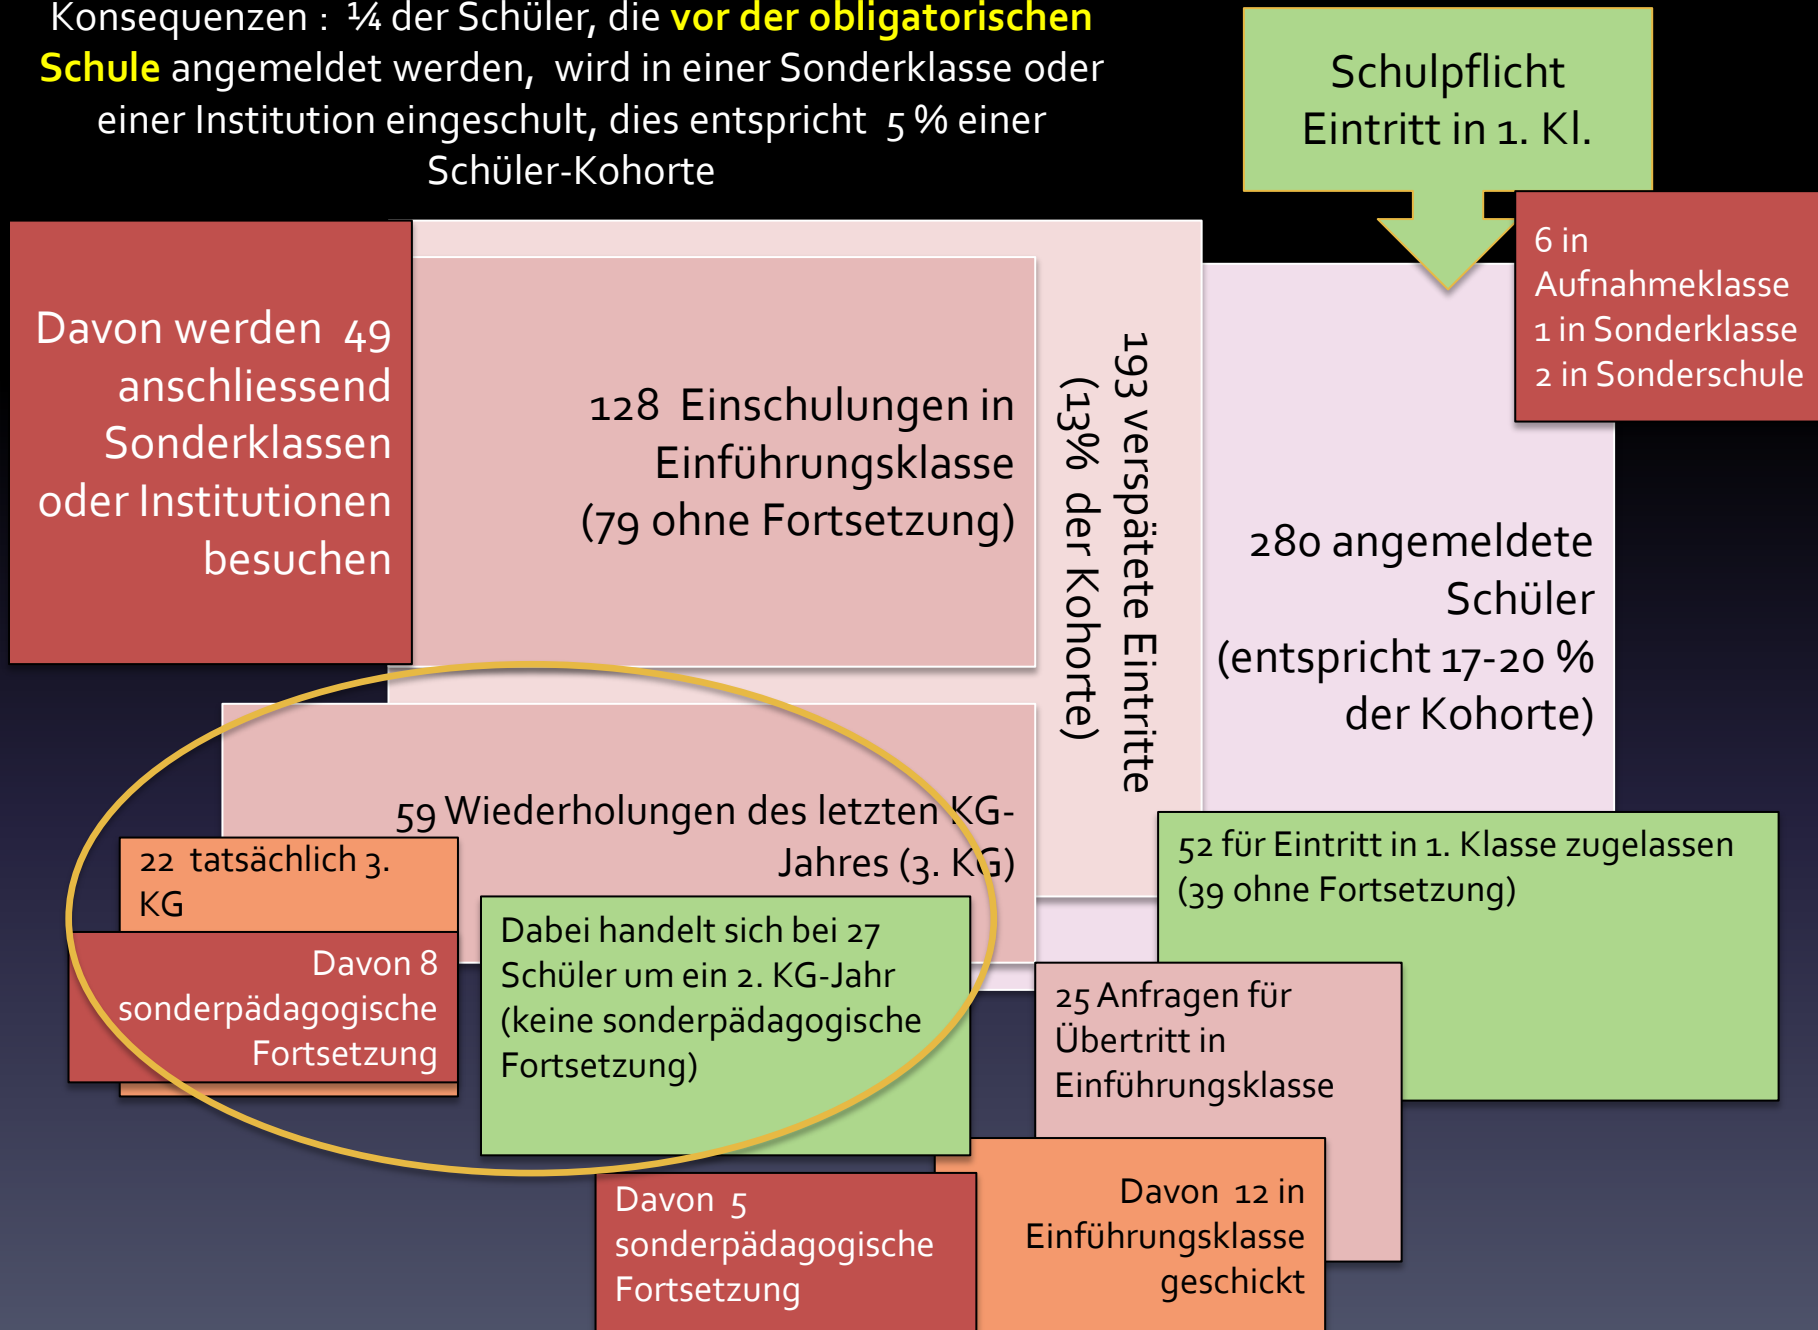 Konsequenzen : ¼ der Schüler, die vor der obligatorischen
Schule angemeldet werden, wird in einer Sonderklasse oder
einer Institution eingeschult, dies entspricht 5 % einer
Schüler-Kohorte
Schulpflicht
Eintritt in 1. Kl.
6 in
Aufnahmeklasse
1 in Sonderklasse
2 in Sonderschule
Davon werden 49
anschliessend
Sonderklassen
oder Institutionen
besuchen
128 Einschulungen in
Einführungsklasse
(79 ohne Fortsetzung)
193 verspätete Eintritte
(13% der Kohorte)
280 angemeldete
Schüler
(entspricht 17-20 %
der Kohorte)
59 Wiederholungen des letzten KG-
Jahres (3. KG)
22 tatsächlich 3.
KG
Davon 8
sonderpädagogische
Fortsetzung
Dabei handelt sich bei 27
Schüler um ein 2. KG-Jahr
(keine sonderpädagogische
Fortsetzung)
52 für Eintritt in 1. Klasse zugelassen
(39 ohne Fortsetzung)
25 Anfragen für
Übertritt in
Einführungsklasse
Davon 12 in
Einführungsklasse
geschickt
Davon 5
sonderpädagogische
Fortsetzung